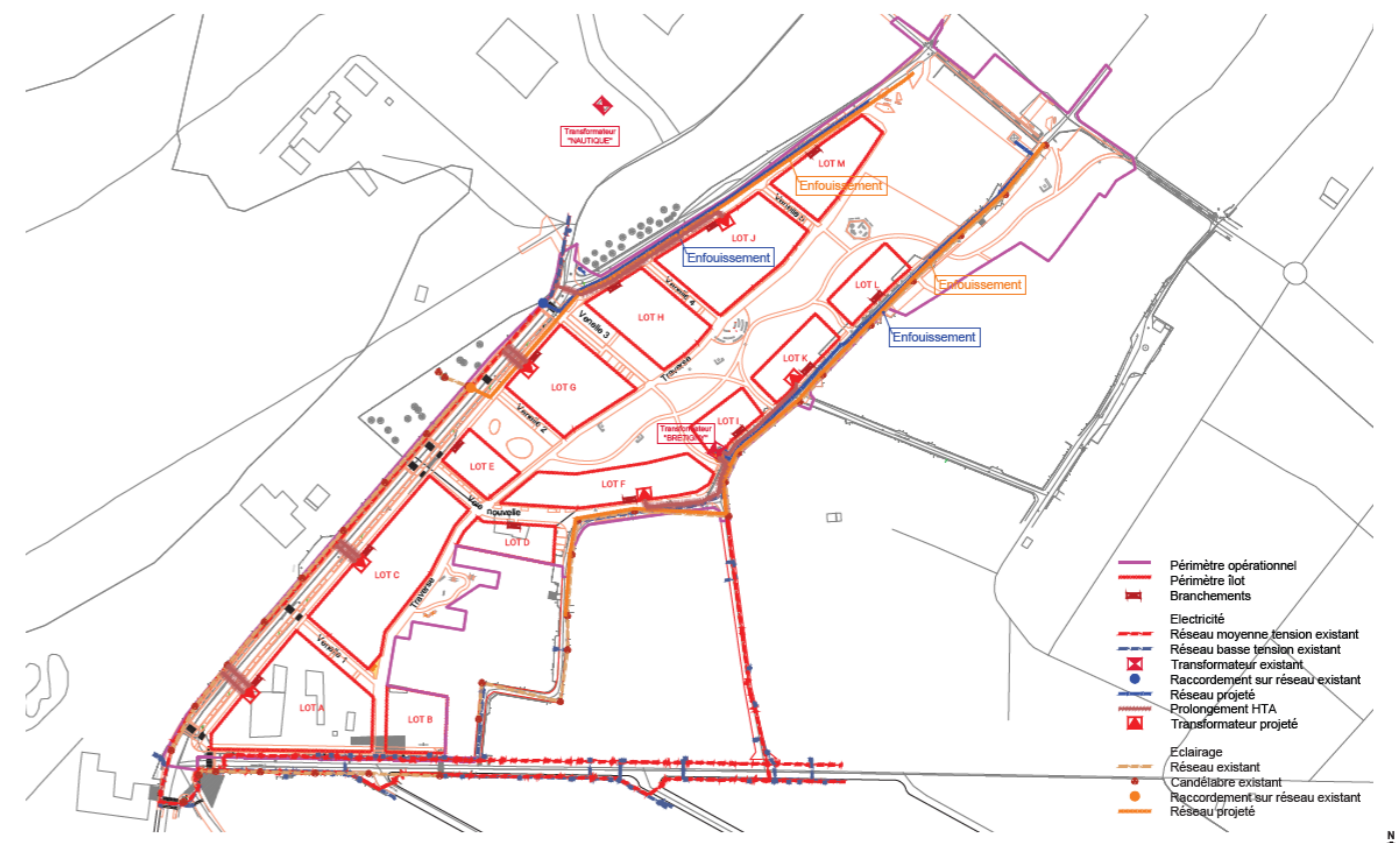 Transformateur
"NAUTIQUE"
LOT M
Enfouissement
Venelle 5
LOT J
Enfouissement
LOT L
Enfouissement
Venelle 4
LOT H
Venelle 3
Enfouissement
LOT K
Traverse
LOT G
Venelle 2
LOT I
Transformateur
"BRETIGNY"
LOT E
LOT F
Voie
nouvelle
LOT D
LOT C
Traverse
Venelle 1
LOT A
LOT B
Périmètre opérationnel
Périmètre îlot
Branchements
Electricité
Réseau moyenne tension existant
Réseau basse tension existant
Transformateur existant
Raccordement sur réseau existant
Réseau projeté
Prolongement HTA
Transformateur projeté
Eclairage
Réseau existant
Candélabre existant
Raccordement sur réseau existant
Réseau projeté
N